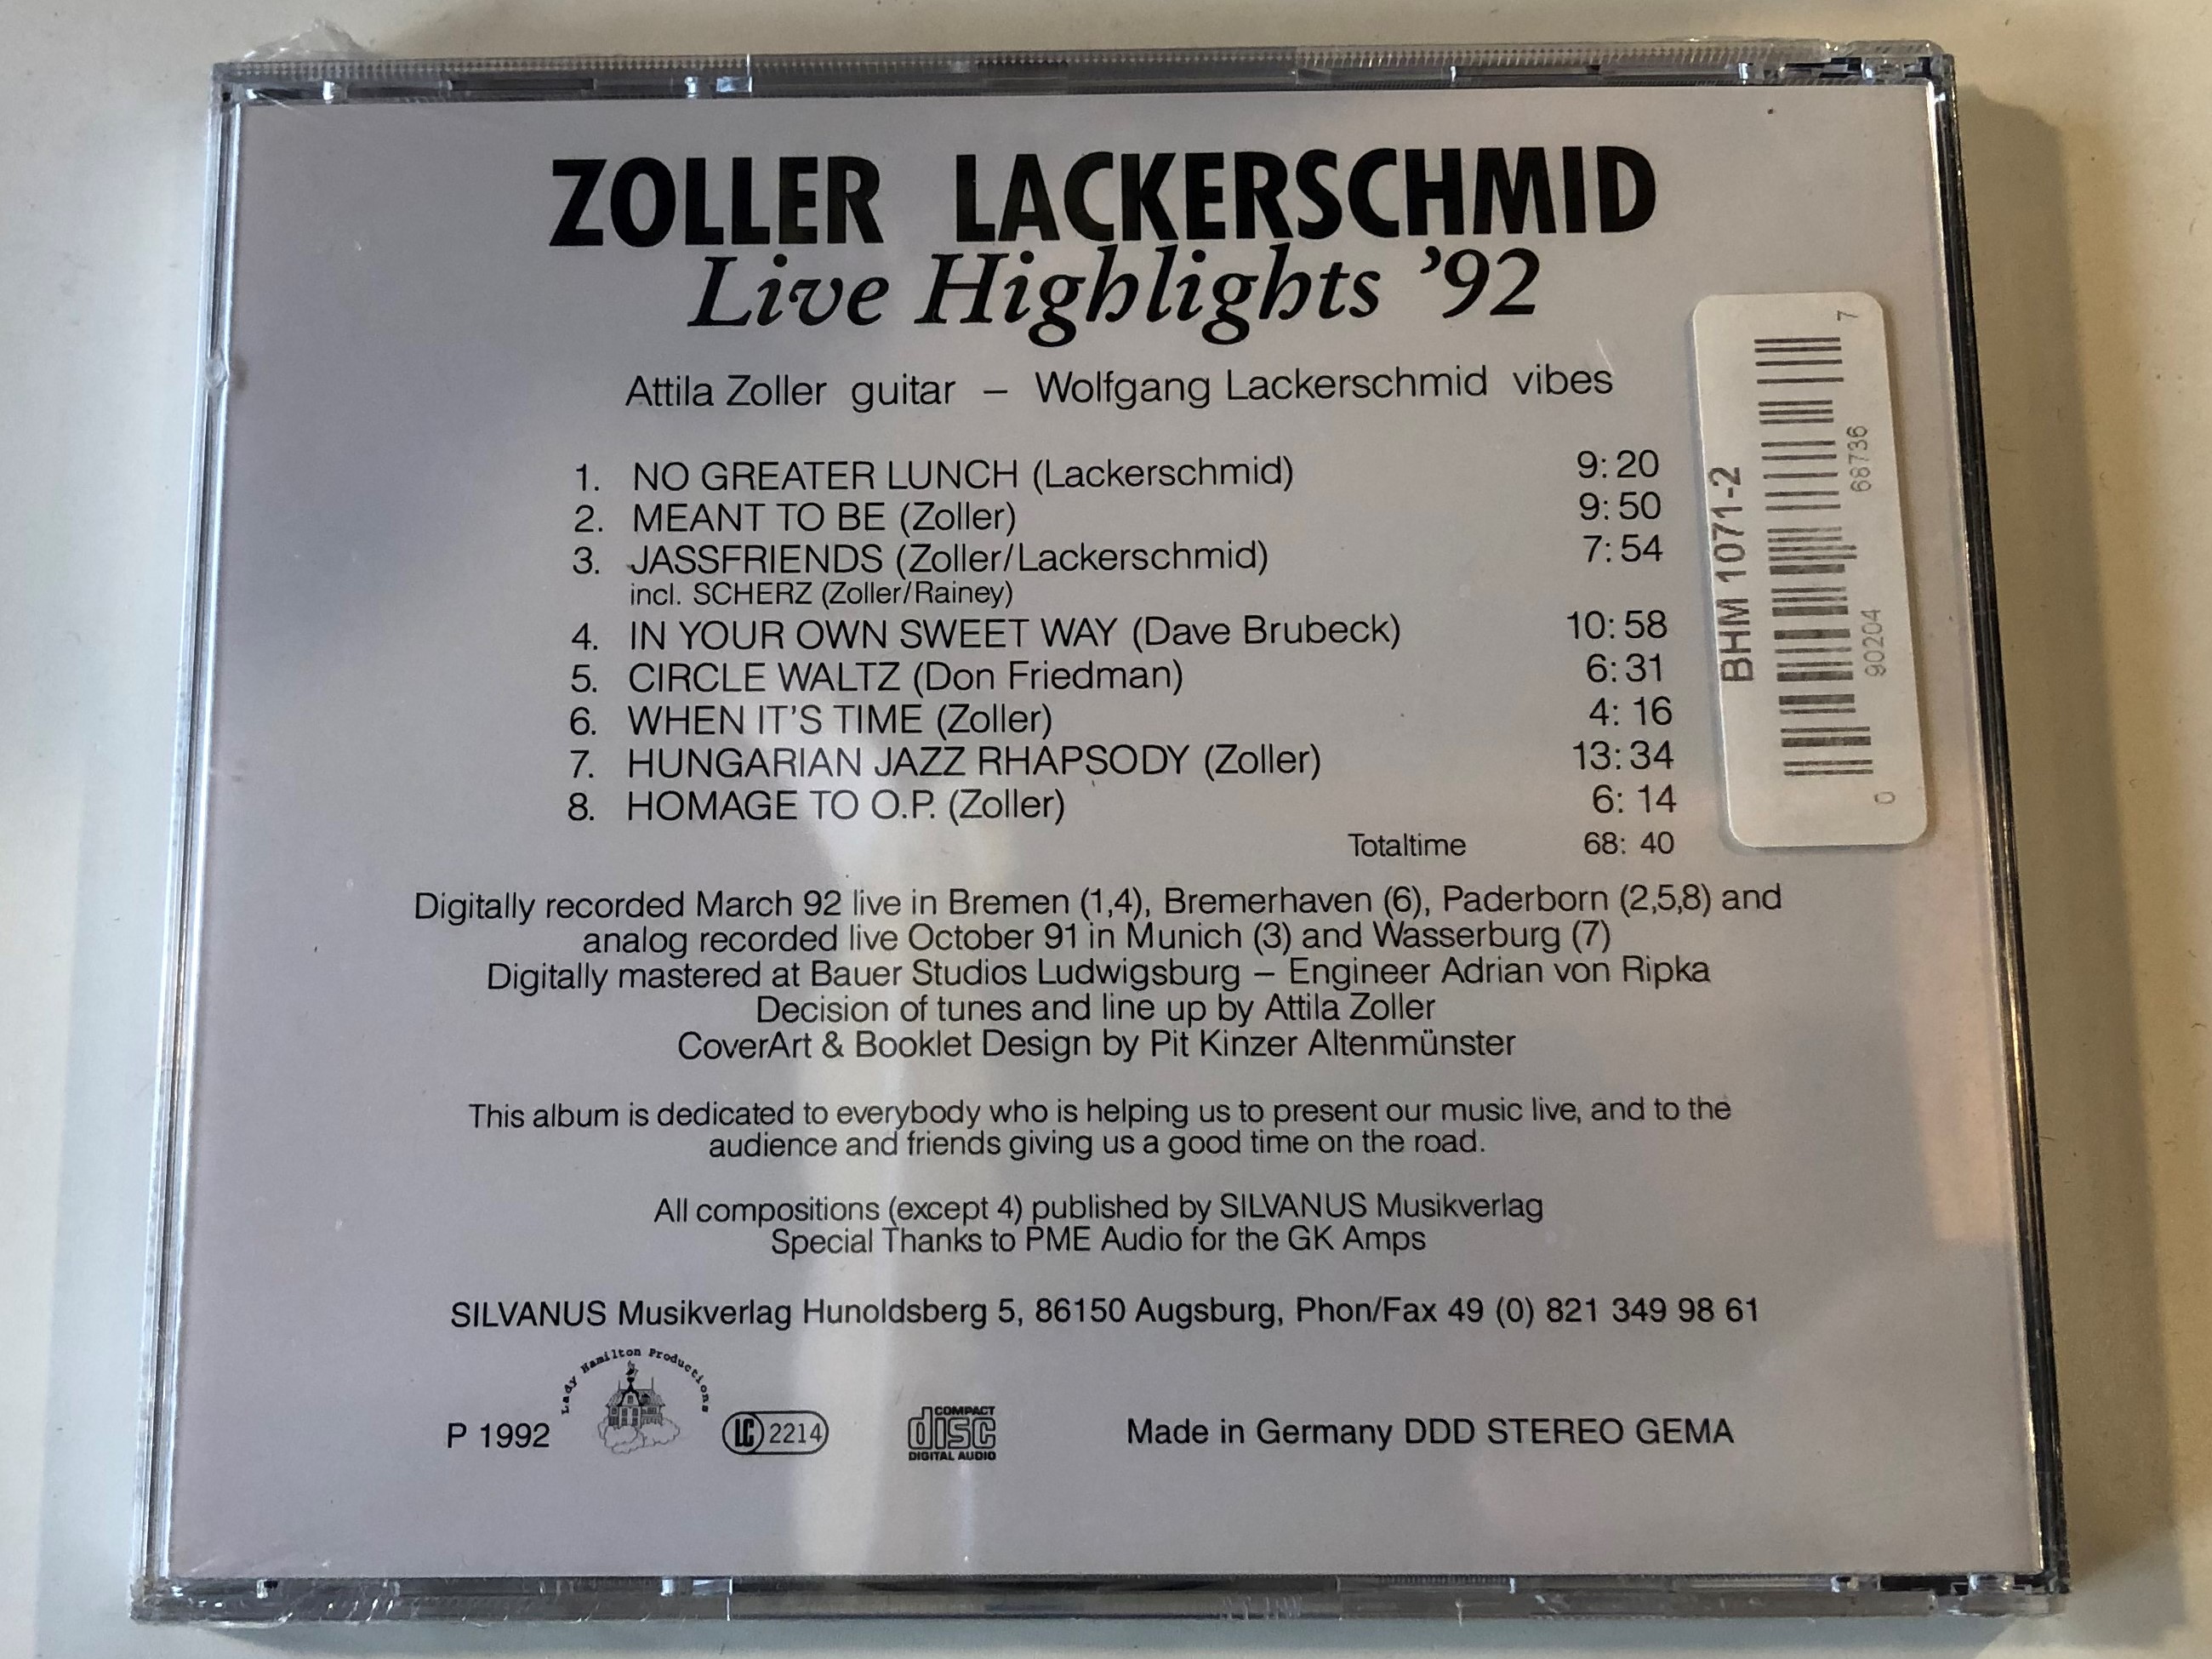 ZOLLER LACKERSCHMID
Live Highlights '92
Attila Zoller guitar – Wolfgang Lackerschmid vibes
1. NO GREATER LUNCH (Lackerschmid) 9:20
2. MEANT TO BE (Zoller) 9:50
3. JASSFRIENDS (Zoller/Lackerschmid) 7:54
incl. SCHERZ (Zoller/Rainey)
4. IN YOUR OWN SWEET WAY (Dave Brubeck) 10:58
5. CIRCLE WALTZ (Don Friedman) 6:31
6. WHEN IT'S TIME (Zoller) 4: 16
7. HUNGARIAN JAZZ RHAPSODY (Zoller) 13:34
8. HOMAGE TO O.P. (Zoller) 6: 14
Totaltime 68: 40
Digitally recorded March 92 live in Bremen (1,4), Bremerhaven (6), Paderborn (2,5,8) and
analog recorded live October 91 in Munich (3) and Wasserburg (7)
Digitally mastered at Bauer Studios Ludwigsburg – Engineer Adrian von Ripka
Decision of tunes and line up by Attila Zoller
CoverArt & Booklet Design by Pit Kinzer Altenmünster
This album is dedicated to everybody who is helping us to present our music live, and to the
audience and friends giving us a good time on the road.
All compositions (except 4) published by SILVANUS Musikverlag
Special Thanks to PME Audio for the GK Amps
SILVANUS Musikverlag Hunoldsberg 5, 86150 Augsburg, Phon/Fax 49 (0) 821 349 98 61
P 1992
Lady Hamilton Productions
LC 2214
COMPACT
disc
DIGITAL AUDIO
Made in Germany DDD STEREO GEMA
BHM 1071-2
0 90204 68736 7